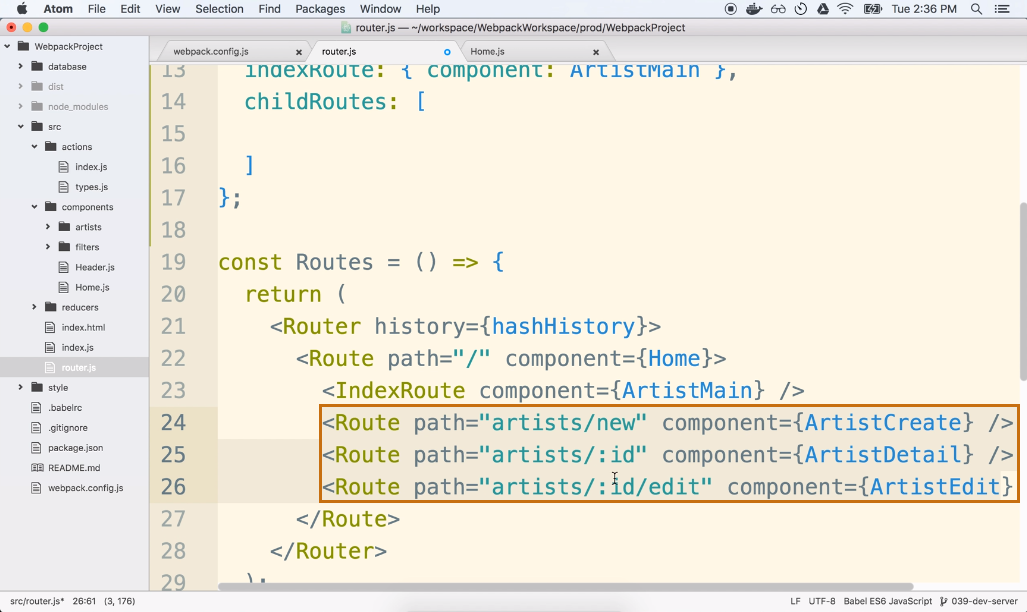 Atom File Edit View Selection Find Packages Window Help Tue 2:36 PM
router.js — ~/workspace/WebpackWorkspace/prod/WebpackProject
WebpackProject
database
dist
node_modules
src
actions
index.js
types.js
components
artists
filters
Header.js
Home.js
reducers
index.html
index.js
router.js
style
.babelrc
.gitignore
package.json
README.md
webpack.config.js
webpack.config.js router.js Home.js
13 indexRoute: { component: ArtistMain },
14 childRoutes: [
15
16 ]
17 };
18
19 const Routes = () => {
20 return (
21 <Router history={hashHistory}>
22 <Route path="/" component={Home}>
23 <IndexRoute component={ArtistMain} />
24 <Route path="artists/new" component={ArtistCreate} />
25 <Route path="artists/:id" component={ArtistDetail} />
26 <Route path="artists/:id/edit" component={ArtistEdit}
27 </Route>
28 </Router>
29 );
src/router.js* 26:61 (3, 176) LF UTF-8 Babel ES6 JavaScript 039-dev-server